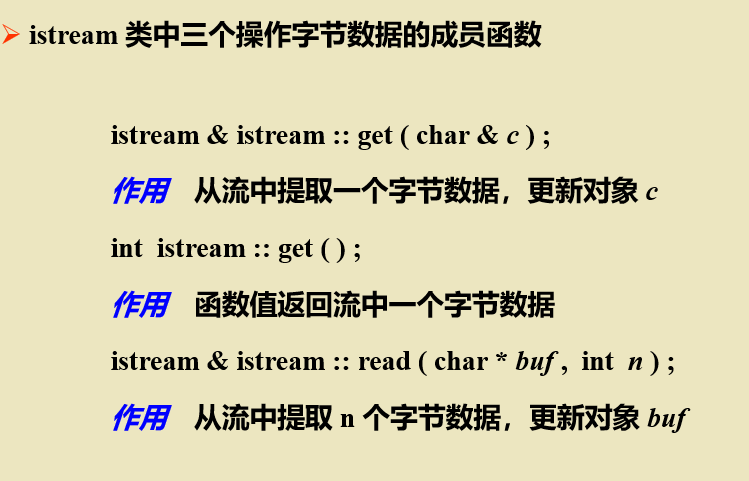 istream 类中三个操作字节数据的成员函数
istream & istream :: get ( char & c ) ;
作用 从流中提取一个字节数据，更新对象 c
int istream :: get ( ) ;
作用 函数值返回流中一个字节数据
istream & istream :: read ( char * buf , int n ) ;
作用 从流中提取 n 个字节数据，更新对象 buf